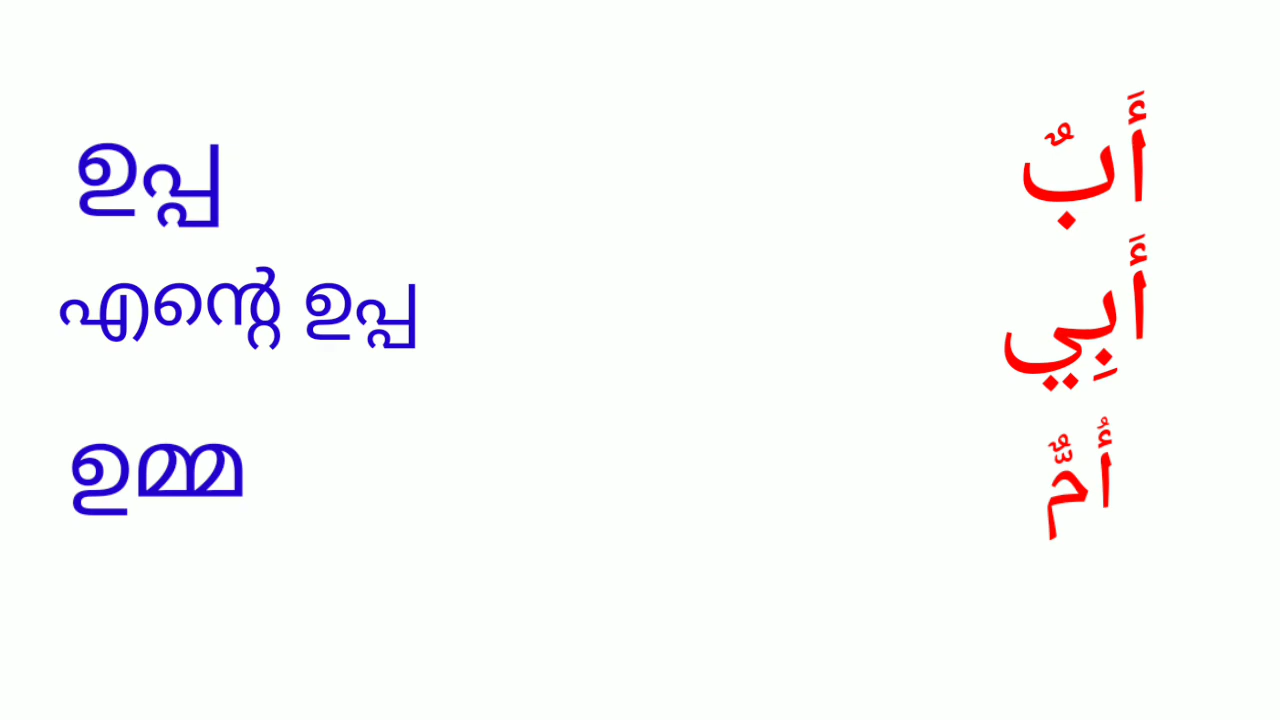 ഉപ്പ أَبٌ
എന്റെ ഉപ്പ أَبِي
ഉമ്മ أُمٌّ